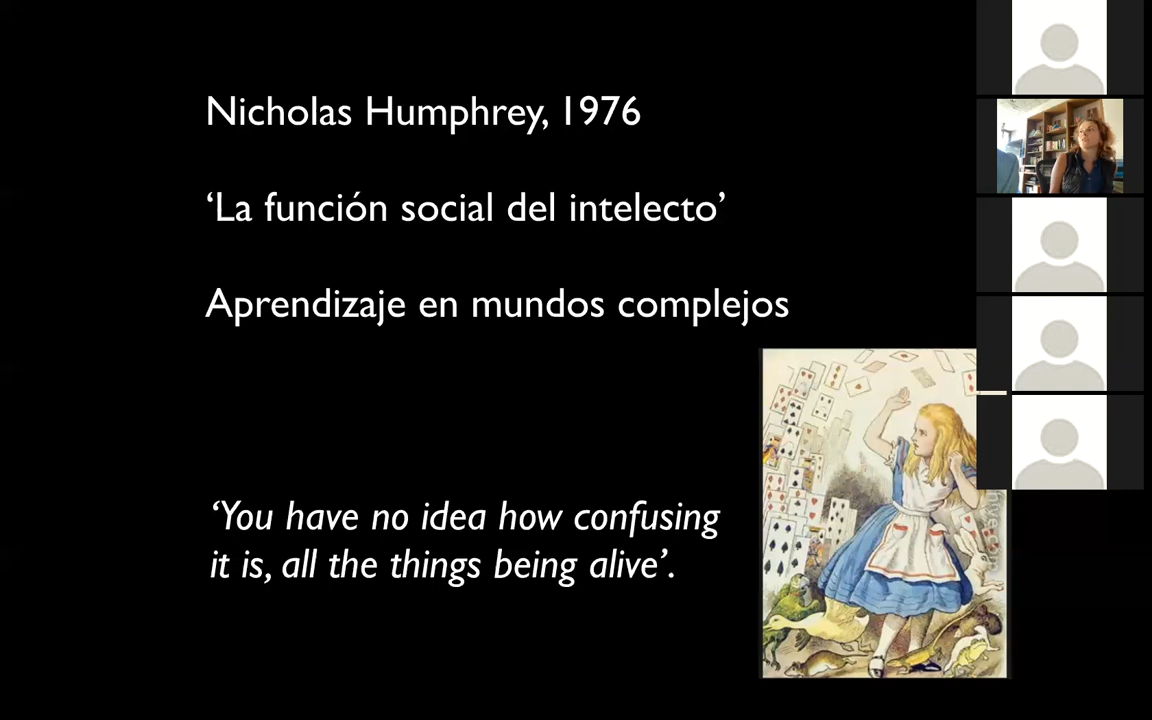 Nicholas Humphrey, 1976
‘La función social del intelecto’
Aprendizaje en mundos complejos
‘You have no idea how confusing
it is, all the things being alive’.